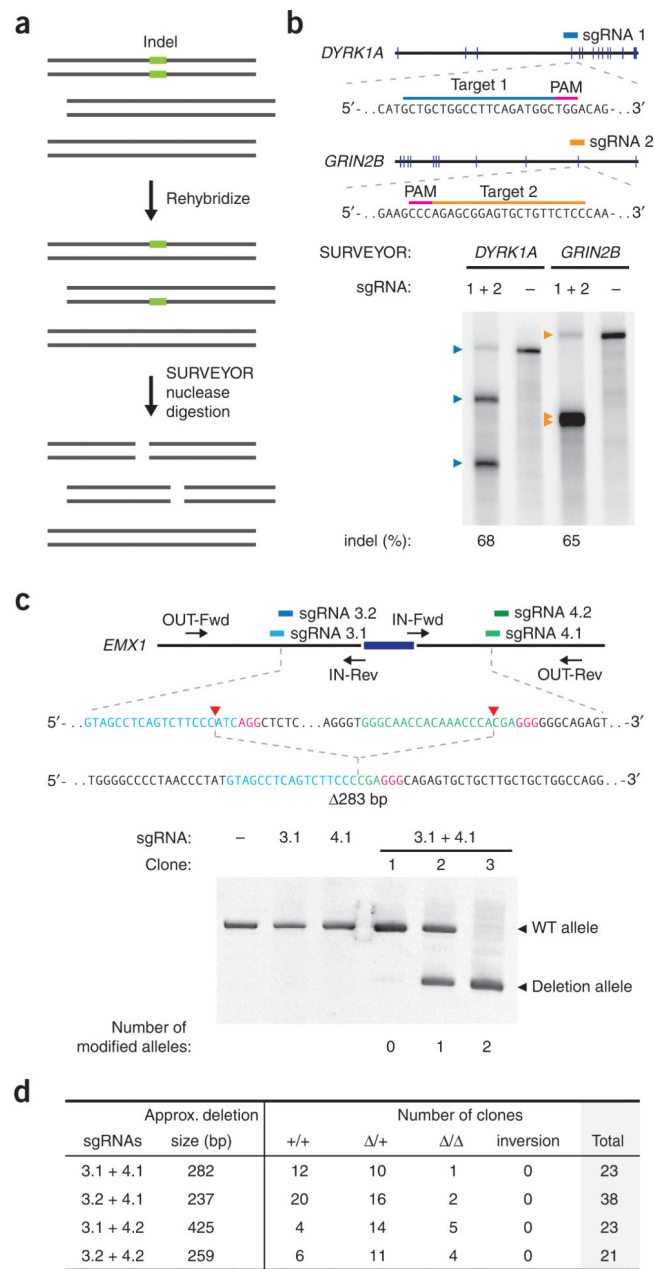 a
Indel
Rehybridize
SURVEYOR
nuclease
digestion
b
sgRNA 1
DYRK1A
Target 1 PAM
5′-..CATGCTGCTGGCCTTCAGATGGCTGGACAG-..3′
sgRNA 2
GRIN2B
PAM Target 2
5′-..GAAGCCCAGAGCGGAGTGCTGTTCTCCCAA-..3′
SURVEYOR: DYRK1A GRIN2B
sgRNA: 1 + 2 – 1 + 2 –
indel (%): 68 65
c
OUT-Fwd sgRNA 3.2 IN-Fwd sgRNA 4.2
sgRNA 3.1 sgRNA 4.1
EMX1
IN-Rev OUT-Rev
5′-..GTAGCCTCAGTCTTCCCATCAGGCTCTC...AGGGTGGGCAACCACAAACCCACGAGGGGGGCAGAGT..-3′
5′-..TGGGGCCCCTAACCCTATGTAGCCTCAGTCTTCCCCGAGGGCAGAGTGCTGCTTGCTGCTGGCCAGG..-3′
Δ283 bp
sgRNA: – 3.1 4.1 3.1 + 4.1
Clone: 1 2 3
WT allele
Deletion allele
Number of
modified alleles: 0 1 2
d
Approx. deletion Number of clones
sgRNAs size (bp) +/+ Δ/+ Δ/Δ inversion Total
3.1 + 4.1 282 12 10 1 0 23
3.2 + 4.1 237 20 16 2 0 38
3.1 + 4.2 425 4 14 5 0 23
3.2 + 4.2 259 6 11 4 0 21